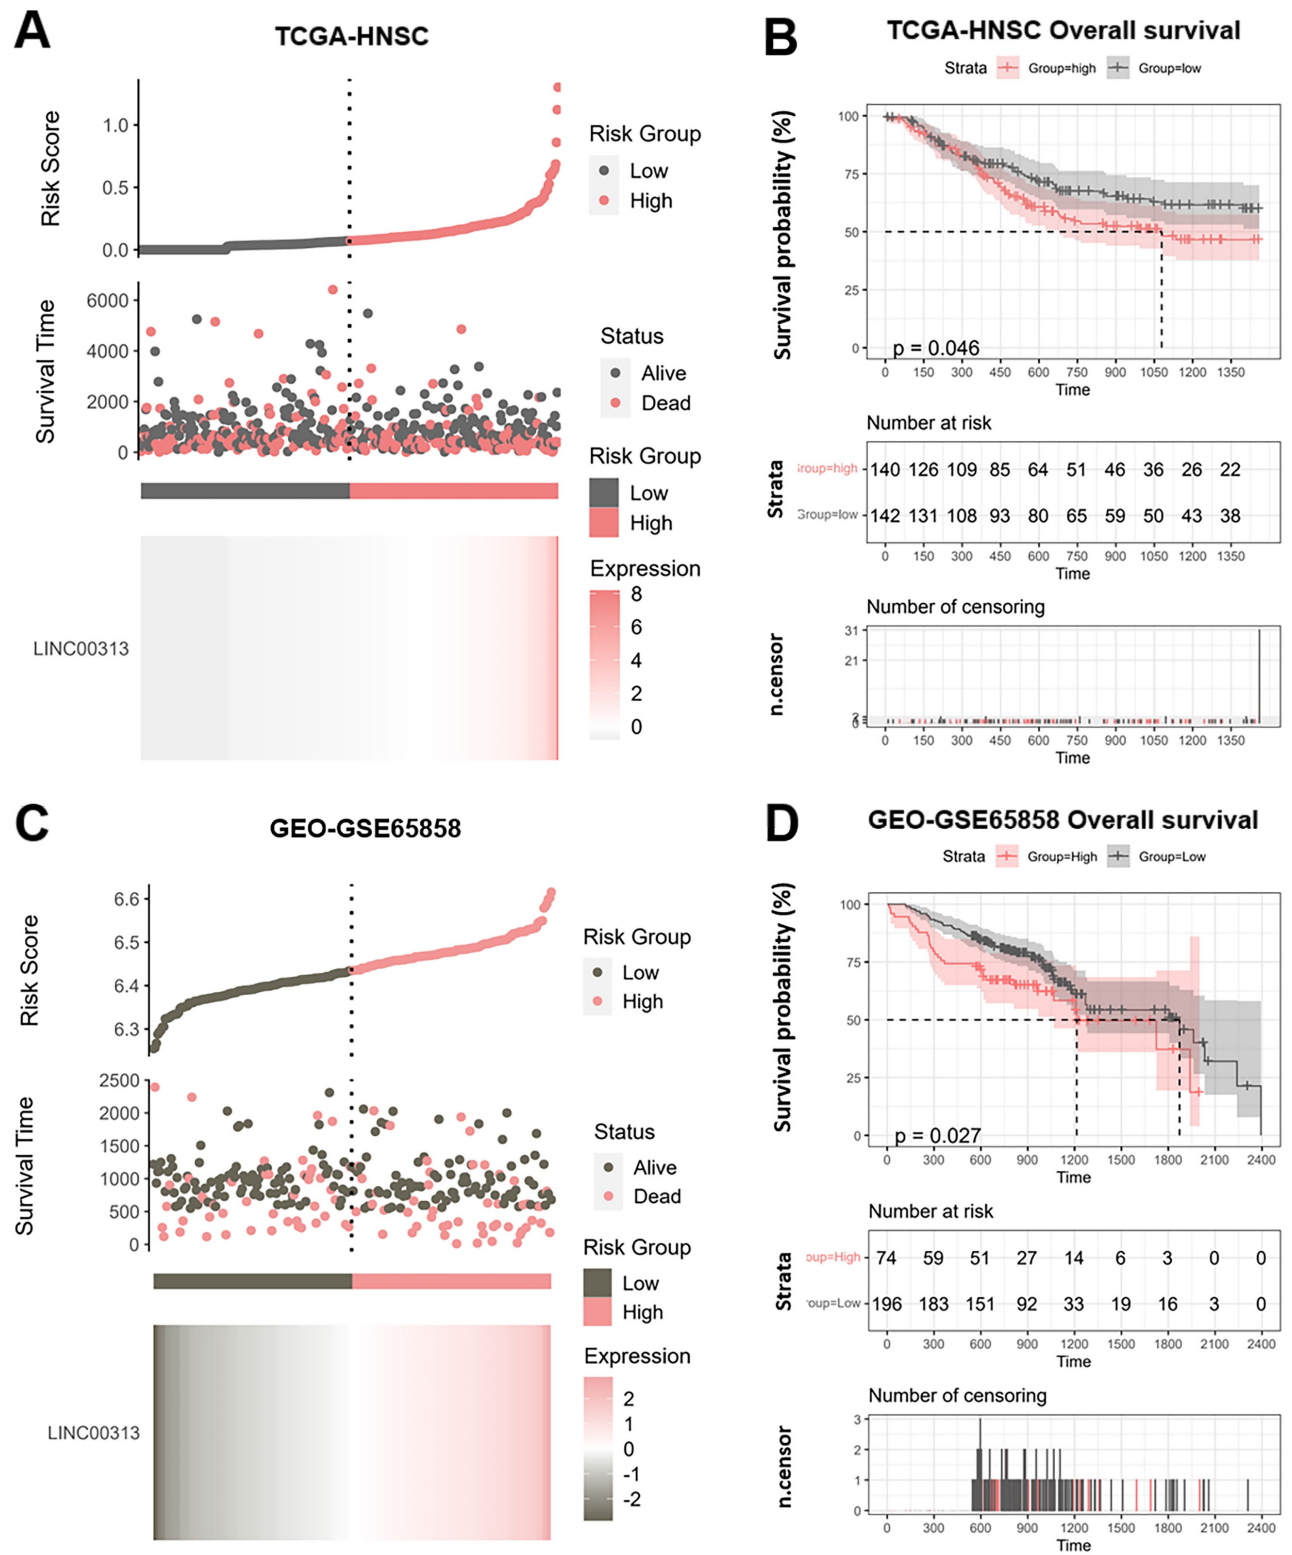 A
TCGA-HNSC
Risk Score
1.0
0.5
0.0
Risk Group
Low
High
Survival Time
6000
4000
2000
0
Status
Alive
Dead
Risk Group
Low
High
LINC00313
Expression
8
6
4
2
0
B
TCGA-HNSC Overall survival
Strata Group=high Group=low
Survival probability (%)
100
75
50
25
0
p = 0.046
0 150 300 450 600 750 900 1050 1200 1350
Time
Number at risk
Strata
Group=high 140 126 109 85 64 51 46 36 26 22
Group=low 142 131 108 93 80 65 59 50 43 38
0 150 300 450 600 750 900 1050 1200 1350
Time
Number of censoring
n.censor
31
21
0 150 300 450 600 750 900 1050 1200 1350
Time
C
GEO-GSE65858
Risk Score
6.6
6.5
6.4
6.3
Risk Group
Low
High
Survival Time
2500
2000
1500
1000
500
0
Status
Alive
Dead
Risk Group
Low
High
LINC00313
Expression
2
1
0
-1
-2
D
GEO-GSE65858 Overall survival
Strata Group=High Group=Low
Survival probability (%)
100
75
50
25
0
p = 0.027
0 300 600 900 1200 1500 1800 2100 2400
Time
Number at risk
Strata
oup=High 74 59 51 27 14 6 3 0 0
roup=Low 196 183 151 92 33 19 16 3 0
0 300 600 900 1200 1500 1800 2100 2400
Time
Number of censoring
n.censor
3
2
1
0
0 300 600 900 1200 1500 1800 2100 2400
Time